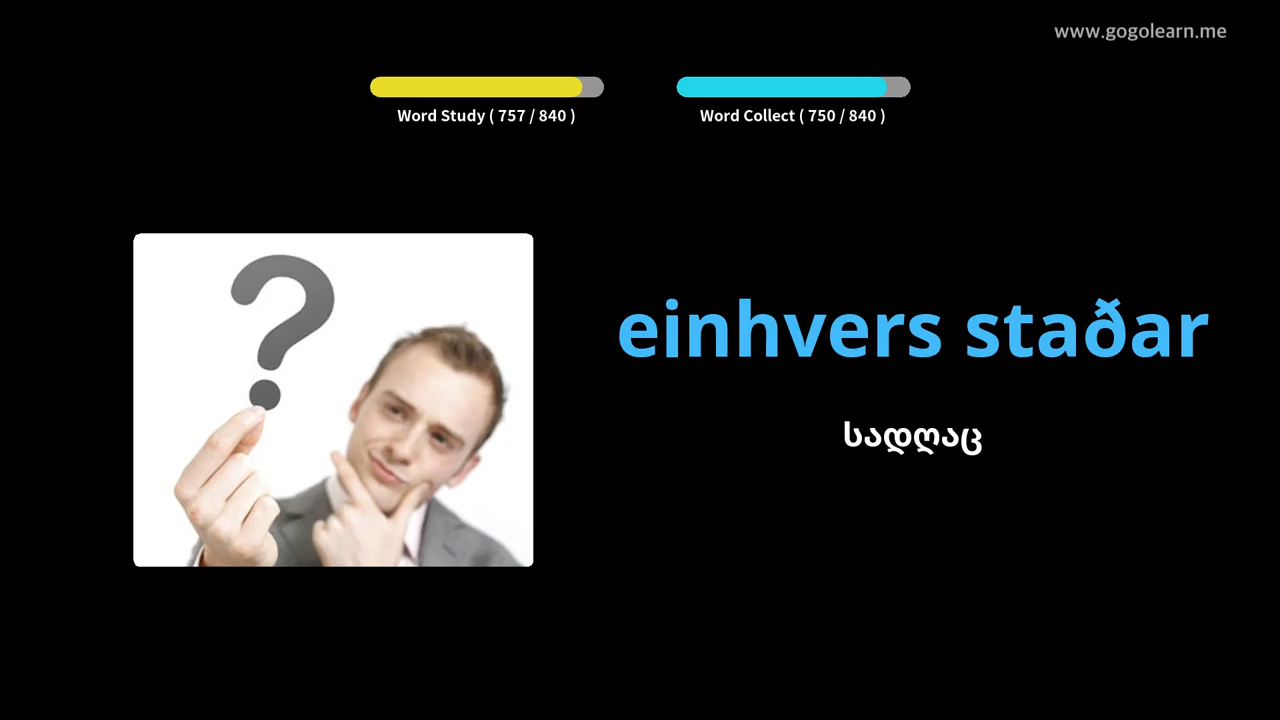 www.gogolearn.me
Word Study ( 757 / 840 )
Word Collect ( 750 / 840 )
einhvers staðar
სადღაც